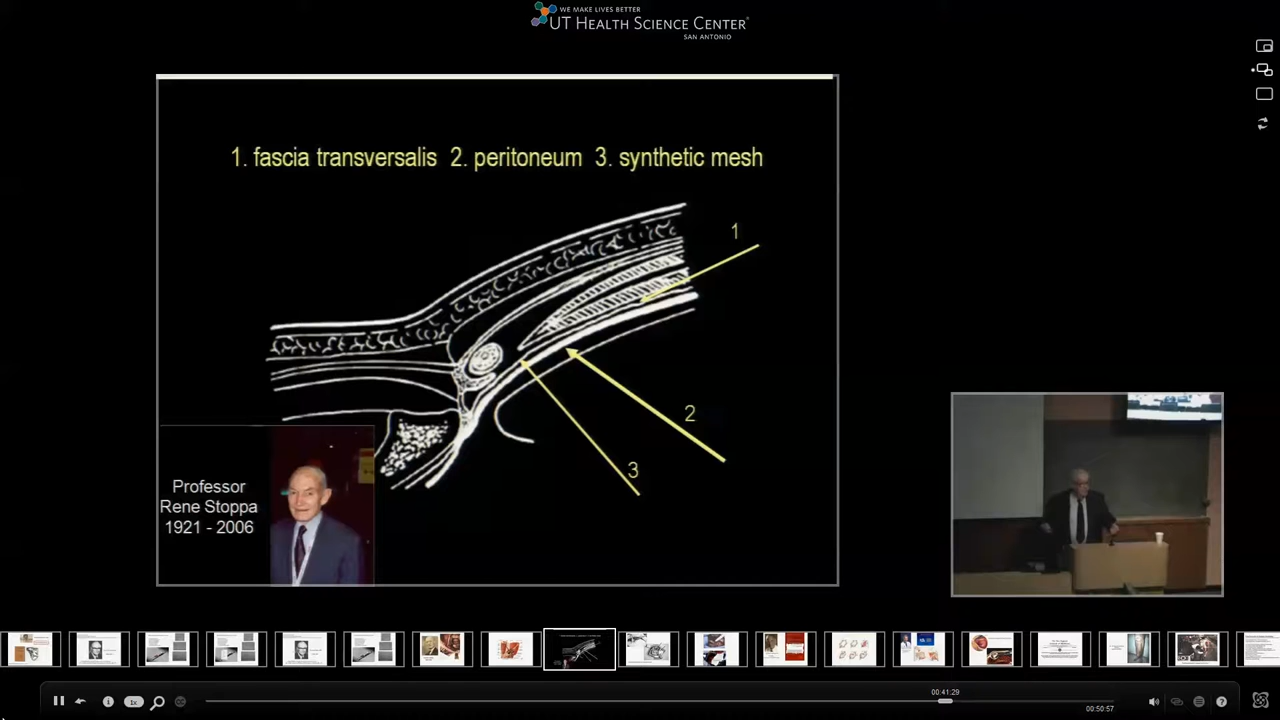 WE MAKE LIVES BETTER
UT HEALTH SCIENCE CENTER®
SAN ANTONIO
1. fascia transversalis 2. peritoneum 3. synthetic mesh
1
2
3
Professor
Rene Stoppa
1921 - 2006
00:41:29
1x
00:50:57